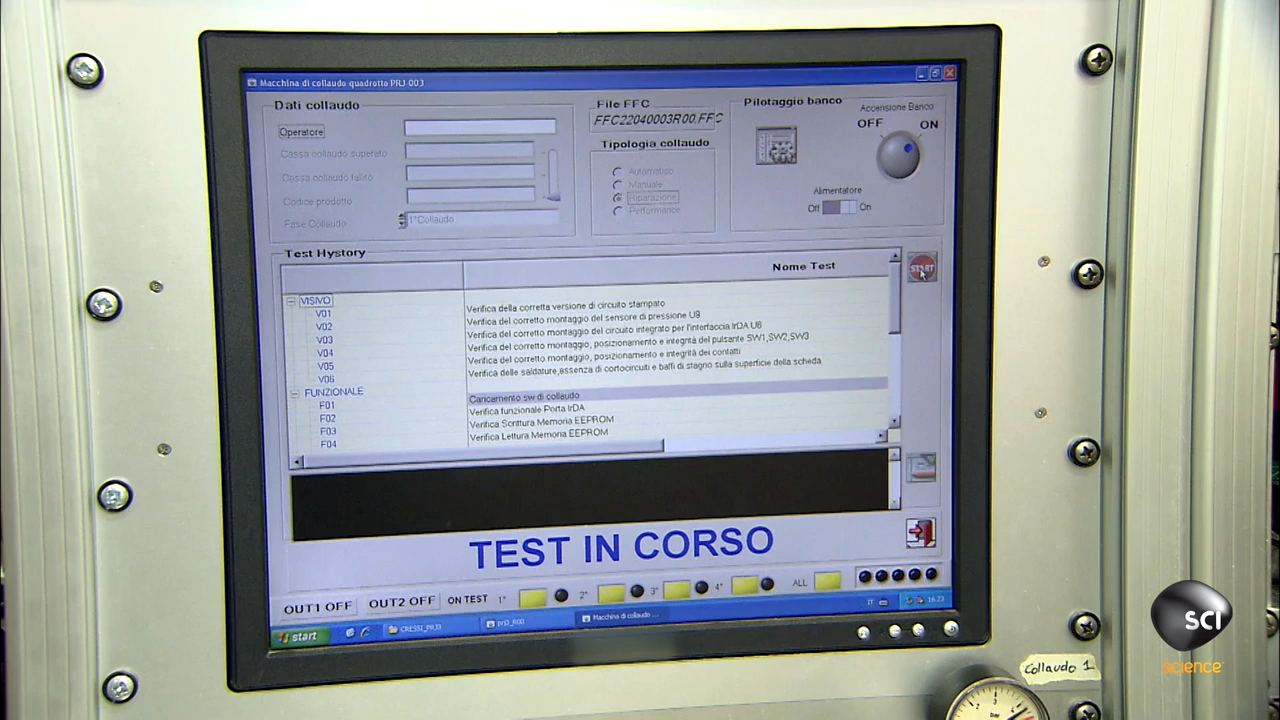 Macchina di collaudo quadrotto PRJ 003
Dati collaudo
Operatore
Cassa collaudo superato
Cassa collaudo fallito
Codice prodotto
Fase Collaudo
1°Collaudo
File FFC
FFC22040003R00.FFC
Tipologia collaudo
Automatico
Manuale
Riparazione
Performance
Pilotaggio banco
Accensione Banco
OFF ON
Alimentatore
Off On
Test Hystory
Nome Test
START
VISIVO
V01 Verifica della corretta versione di circuito stampato
V02 Verifica del corretto montaggio del sensore di pressione U9
V03 Verifica del corretto montaggio del circuito integrato per l'interfaccia IrDA U6
V04 Verifica del corretto montaggio, posizionamento e integrità del pulsante SW1,SW2,SW3
V05 Verifica del corretto montaggio, posizionamento e integrità dei contatti
V06 Verifica delle saldature,assenza di cortocircuiti e baffi di stagno sulla superficie della scheda
FUNZIONALE
F01 Caricamento sw di collaudo
F02 Verifica funzionale Porta IrDA
F03 Verifica Scrittura Memoria EEPROM
F04 Verifica Lettura Memoria EEPROM
TEST IN CORSO
OUT1 OFF OUT2 OFF ON TEST 1° 2° 3° 4° ALL
start CRESSI_PRJ3 prj3_R00 Macchina di collaudo ... IT 16.23
Collaudo 1
bar
SCI
science